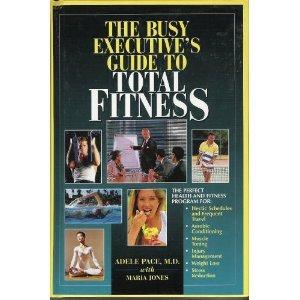 THE BUSY
EXECUTIVE'S
GUIDE TO
TOTAL
FITNESS
THE PERFECT
HEALTH AND FITNESS
PROGRAM FOR:
• Hectic Schedules
and Frequent
Travel
• Aerobic
Conditioning
• Muscle
Toning
• Injury
Management
• Weight Loss
• Stress
Reduction
ADELE PACE, M.D.
with
MARIA JONES